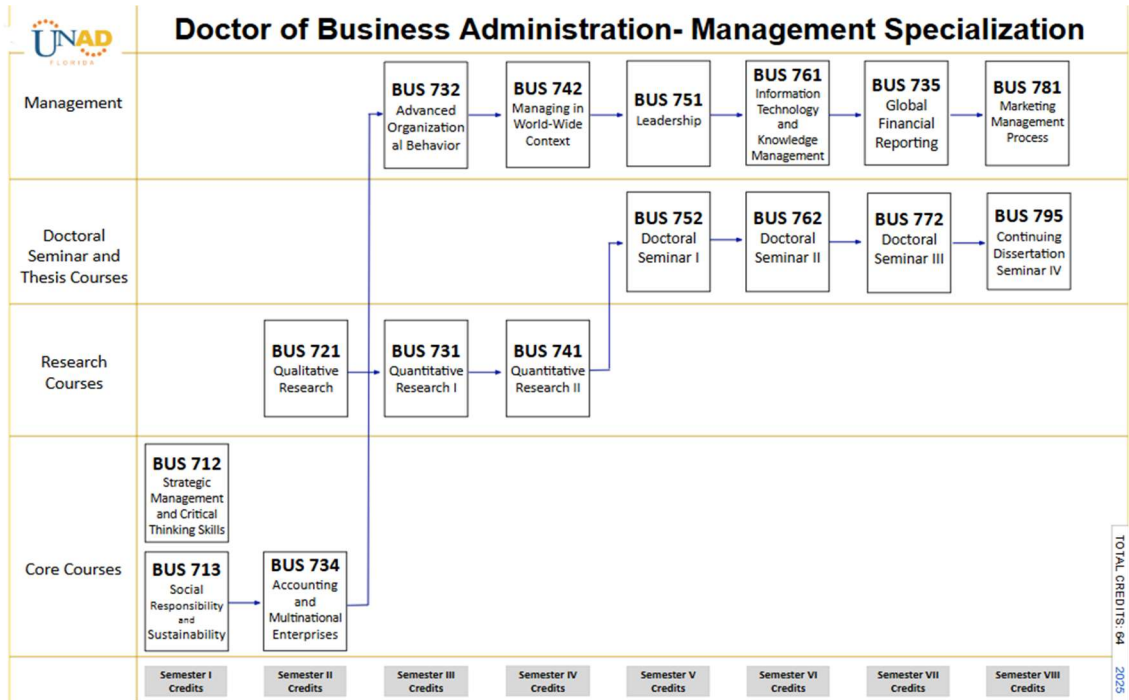 UNAD
FLORIDA
Doctor of Business Administration- Management Specialization
Management
BUS 732
Advanced
Organization
al Behavior
BUS 742
Managing in
World-Wide
Context
BUS 751
Leadership
BUS 761
Information
Technology
and
Knowledge
Management
BUS 735
Global
Financial
Reporting
BUS 781
Marketing
Management
Process
Doctoral
Seminar and
Thesis Courses
BUS 752
Doctoral
Seminar I
BUS 762
Doctoral
Seminar II
BUS 772
Doctoral
Seminar III
BUS 795
Continuing
Dissertation
Seminar IV
Research
Courses
BUS 721
Qualitative
Research
BUS 731
Quantitative
Research I
BUS 741
Quantitative
Research II
Core Courses
BUS 712
Strategic
Management
and Critical
Thinking Skills
BUS 713
Social
Responsibility
and
Sustainability
BUS 734
Accounting
and
Multinational
Enterprises
TOTAL CREDITS: 64 2025
Semester I
Credits
Semester II
Credits
Semester III
Credits
Semester IV
Credits
Semester V
Credits
Semester VI
Credits
Semester VII
Credits
Semester VIII
Credits